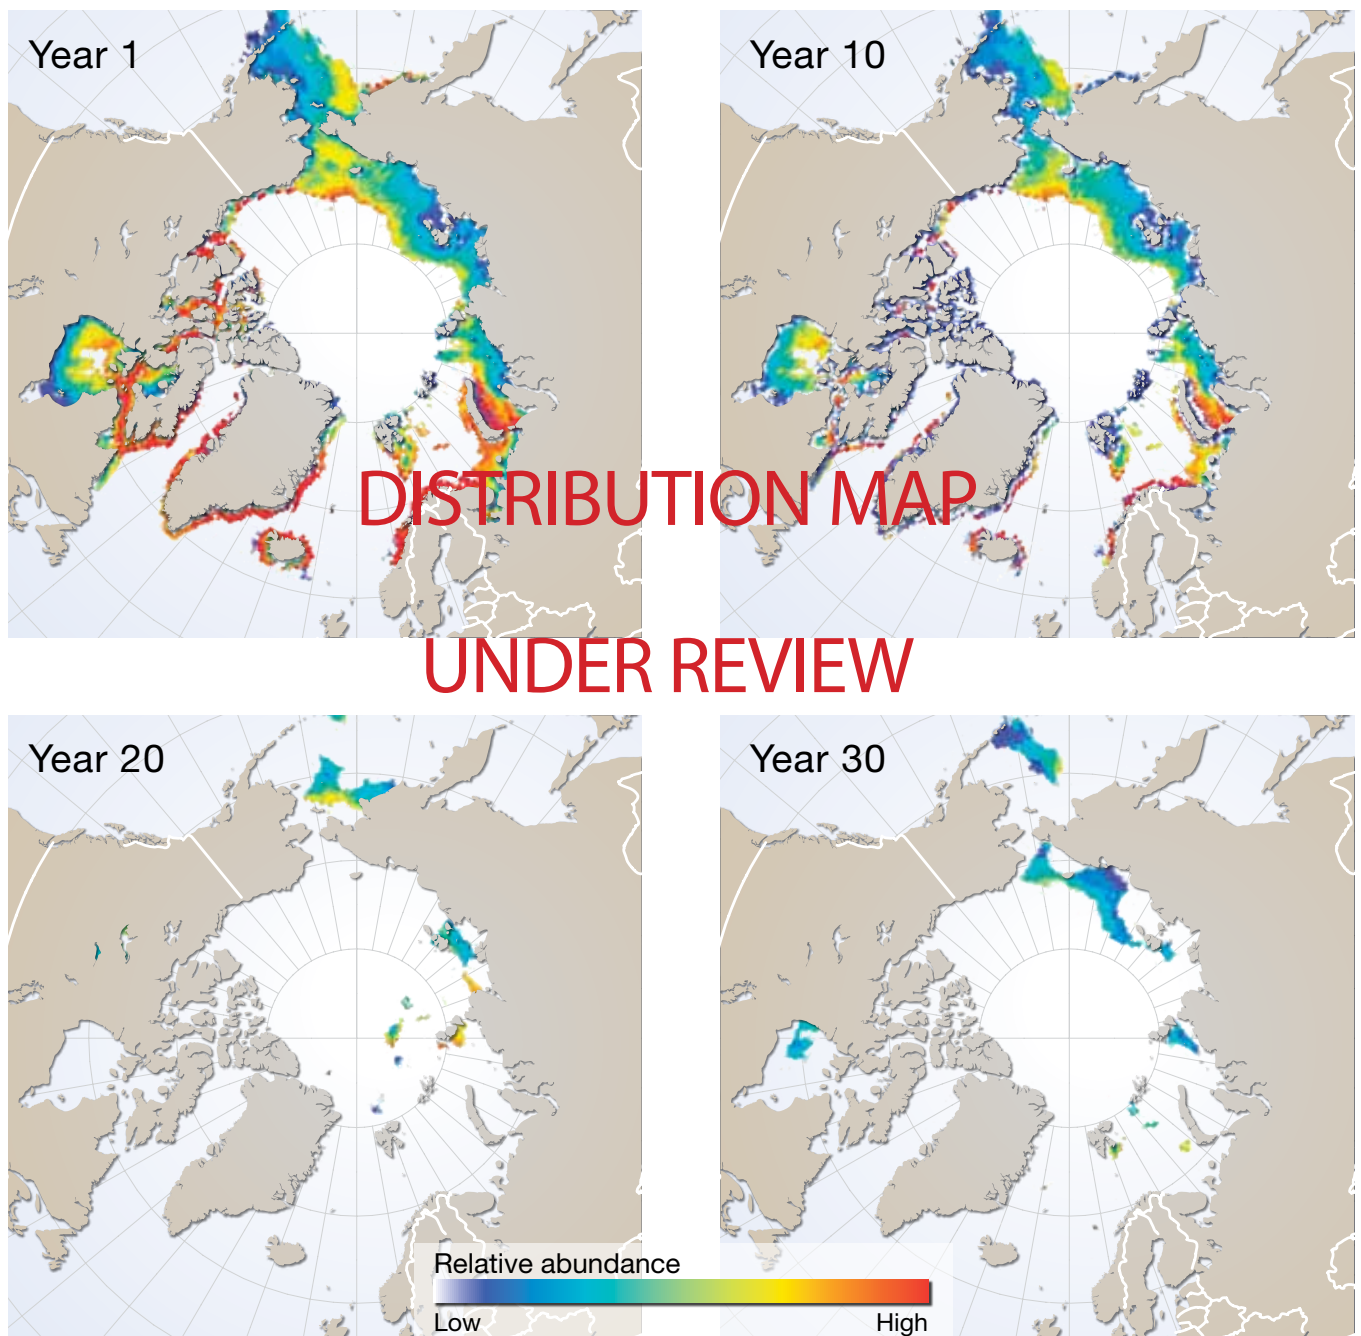 Year 1
Year 10
DISTRIBUTION MAP
UNDER REVIEW
Year 20
Year 30
Relative abundance
Low
High